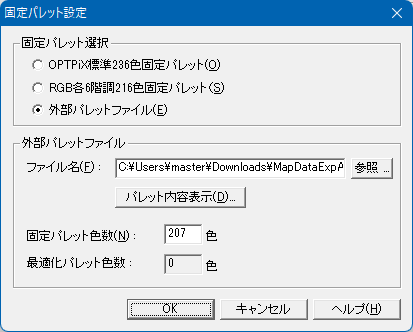 固定パレット設定
固定パレット選択
OPTPiX標準236色固定パレット(O)
RGB各6階調216色固定パレット(S)
外部パレットファイル(E)
外部パレットファイル
ファイル名(F)： C:¥Users¥master¥Downloads¥MapDataExpA 参照 ...
パレット内容表示(D)...
固定パレット色数(N)： 207 色
最適化パレット色数： 0 色
OK キャンセル ヘルプ(H)